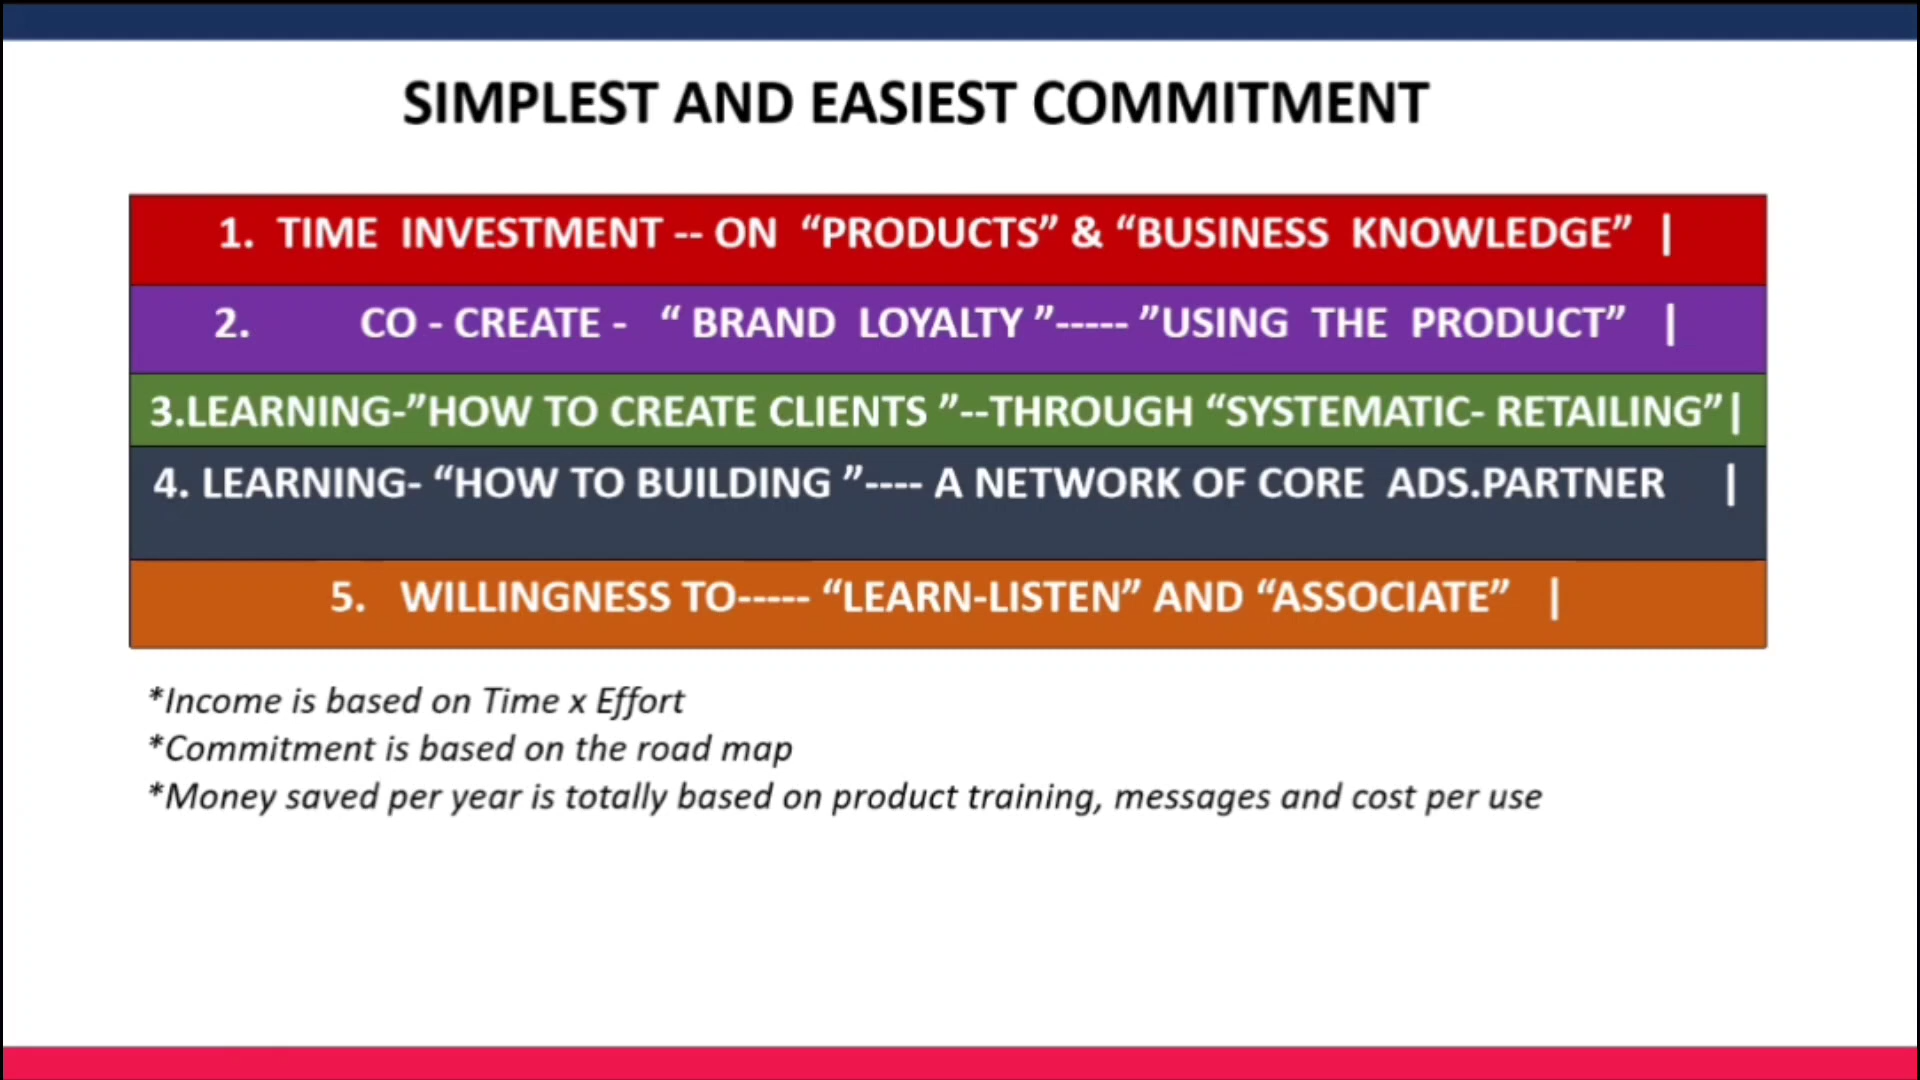 SIMPLEST AND EASIEST COMMITMENT
1. TIME INVESTMENT -- ON “PRODUCTS” & “BUSINESS KNOWLEDGE” |
2. CO - CREATE - “ BRAND LOYALTY ”----- ”USING THE PRODUCT” |
3.LEARNING-”HOW TO CREATE CLIENTS ”--THROUGH “SYSTEMATIC- RETAILING”|
4. LEARNING- “HOW TO BUILDING ”---- A NETWORK OF CORE ADS.PARTNER |
5. WILLINGNESS TO----- “LEARN-LISTEN” AND “ASSOCIATE” |
*Income is based on Time x Effort
*Commitment is based on the road map
*Money saved per year is totally based on product training, messages and cost per use